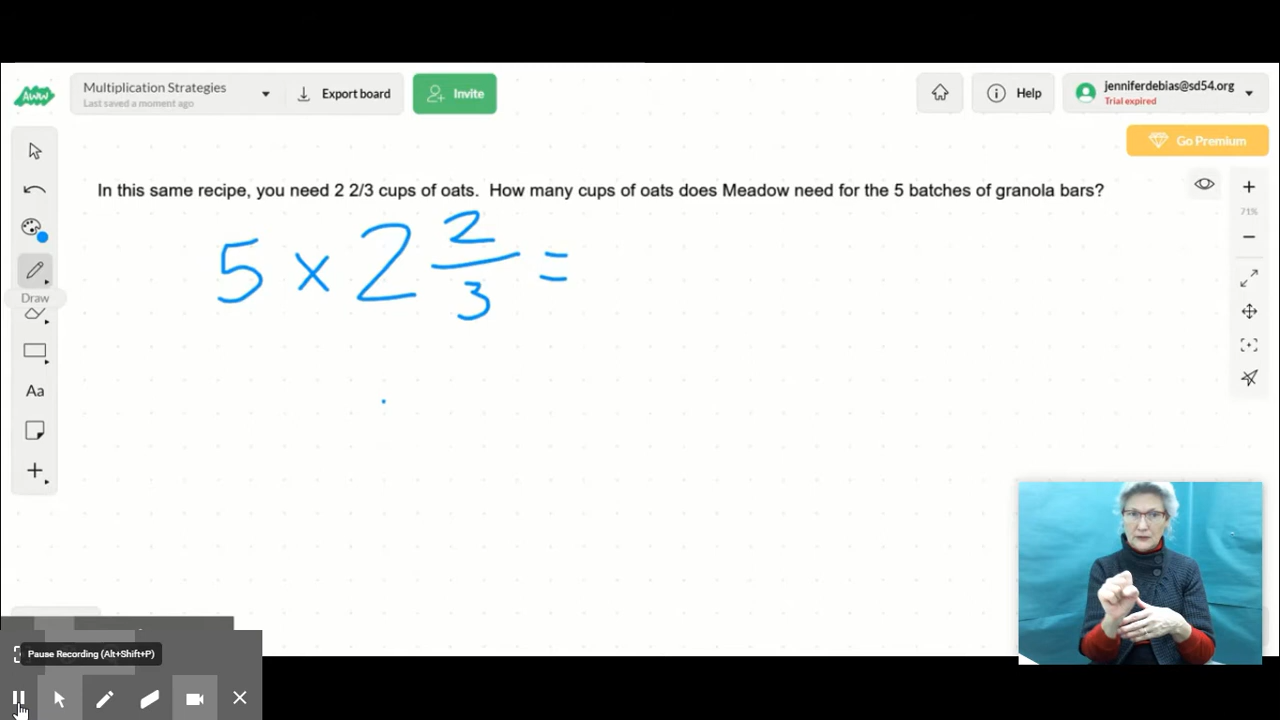 AWW
Multiplication Strategies
Last saved a moment ago
Export board
Invite
Help
jenniferdebias@sd54.org
Trial expired
Go Premium
In this same recipe, you need 2 2/3 cups of oats.  How many cups of oats does Meadow need for the 5 batches of granola bars?
71%
5 × 2 2/3 =
Draw
Aa
Pause Recording (Alt+Shift+P)